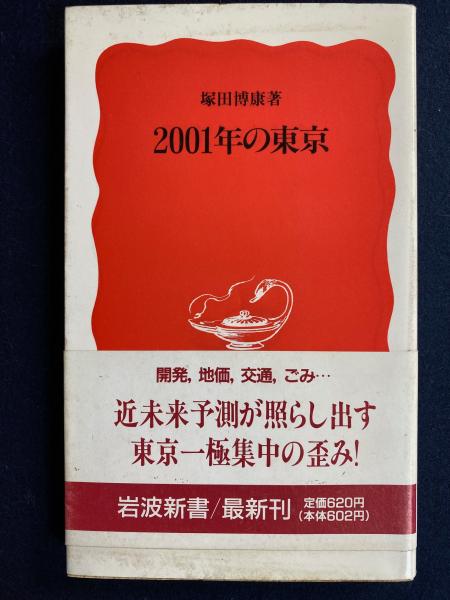 塚田博康著
2001年の東京
開発, 地価, 交通, ごみ…
近未来予測が照らし出す
東京一極集中の歪み!
岩波新書/最新刊 定価620円
(本体602円)